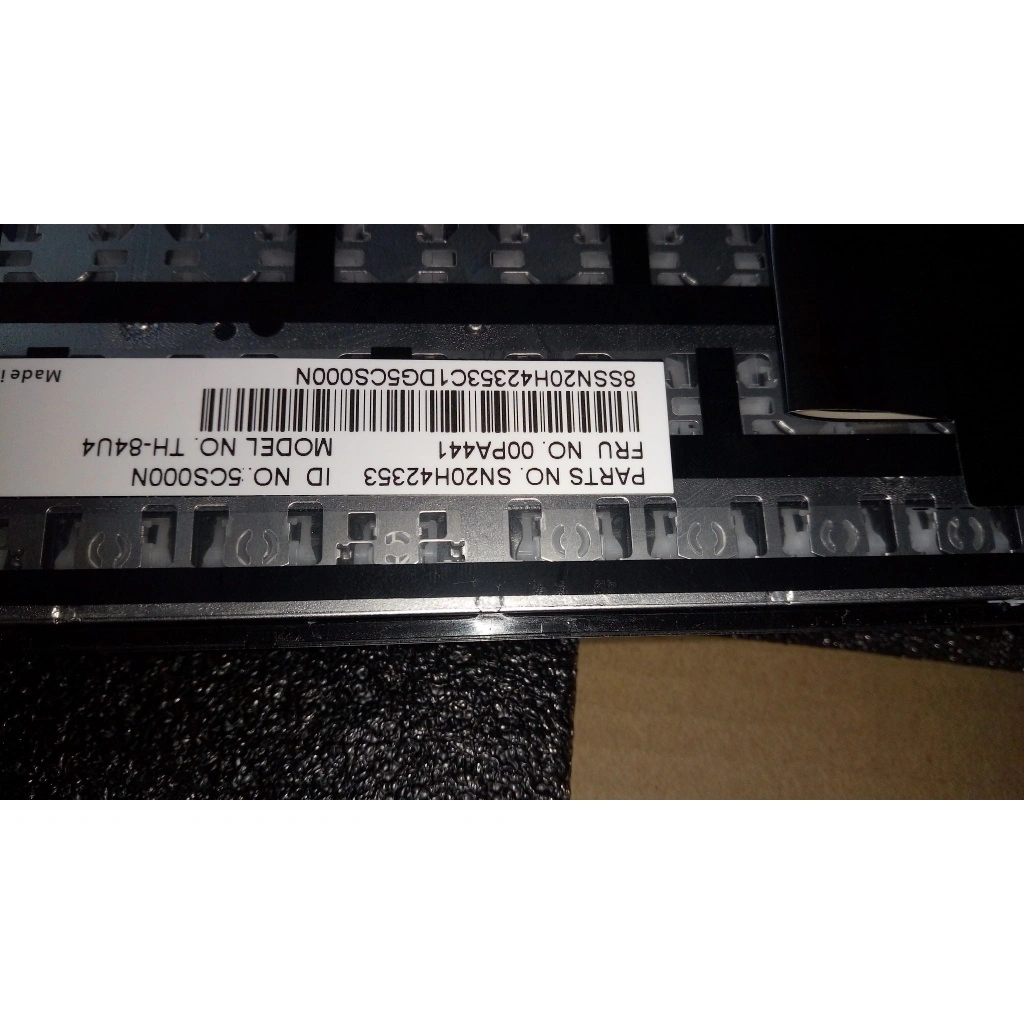 PARTS NO. SN20H42353 ID NO.:5CS000N
FRU NO. 00PA441 MODEL NO. TH-84U4
8SSN20H42353C1DG5CS000N
Made i